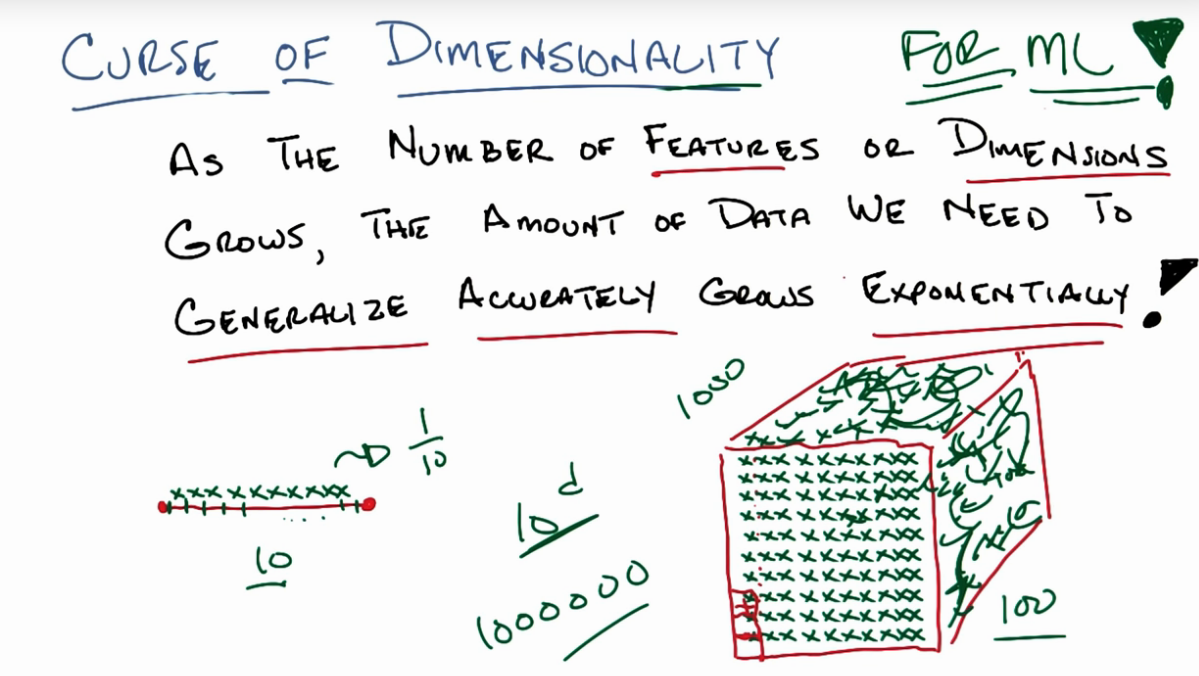 CURSE OF DIMENSIONALITY FOR ML!
AS THE NUMBER OF FEATURES OR DIMENSIONS
GROWS, THE AMOUNT OF DATA WE NEED TO
GENERALIZE ACCURATELY GROWS EXPONENTIALLY!
1000
1/10
10
10^d
1000000
100